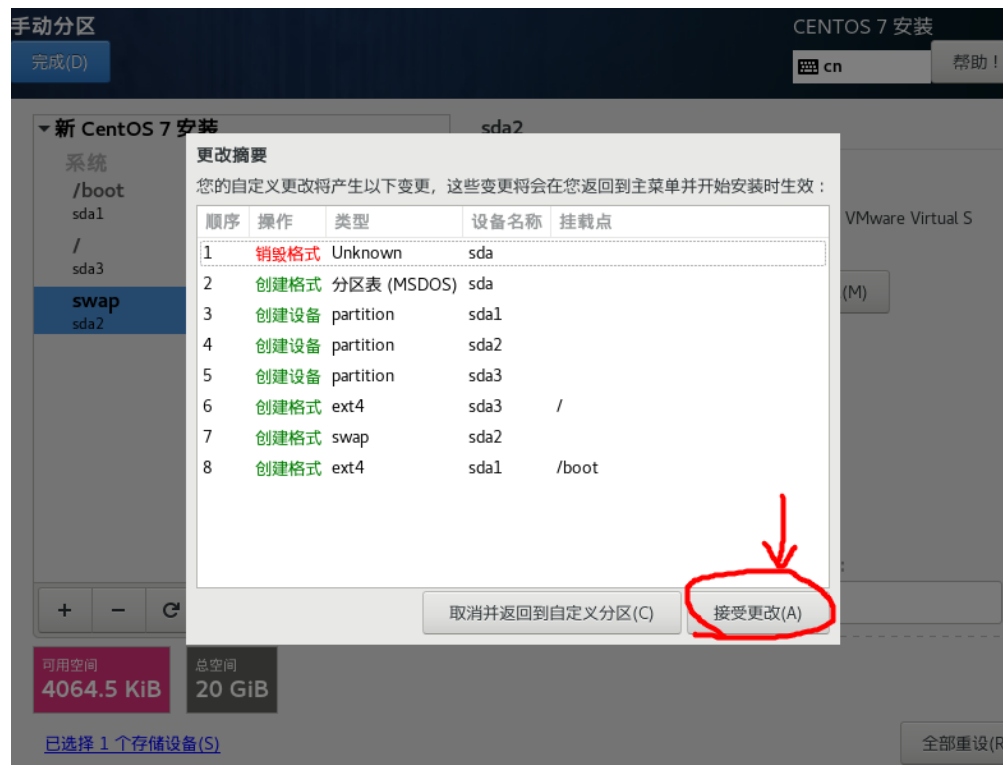 手动分区
CENTOS 7 安装
完成(D)
cn
帮助！
新 CentOS 7 安装
sda2
系统
/boot
sda1
/
sda3
swap
sda2
VMware Virtual S
(M)
更改摘要
您的自定义更改将产生以下变更，这些变更将会在您返回到主菜单并开始安装时生效：
顺序 操作 类型 设备名称 挂载点
1 销毁格式 Unknown sda
2 创建格式 分区表 (MSDOS) sda
3 创建设备 partition sda1
4 创建设备 partition sda2
5 创建设备 partition sda3
6 创建格式 ext4 sda3 /
7 创建格式 swap sda2
8 创建格式 ext4 sda1 /boot
取消并返回到自定义分区(C) 接受更改(A)
+ − 
可用空间
4064.5 KiB
总空间
20 GiB
已选择 1 个存储设备(S)
全部重设(R